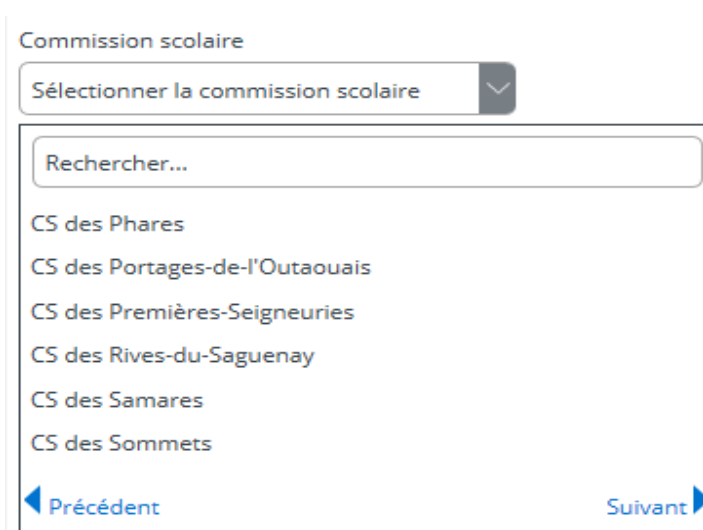 Commission scolaire
Sélectionner la commission scolaire
Rechercher...
CS des Phares
CS des Portages-de-l'Outaouais
CS des Premières-Seigneuries
CS des Rives-du-Saguenay
CS des Samares
CS des Sommets
Précédent Suivant